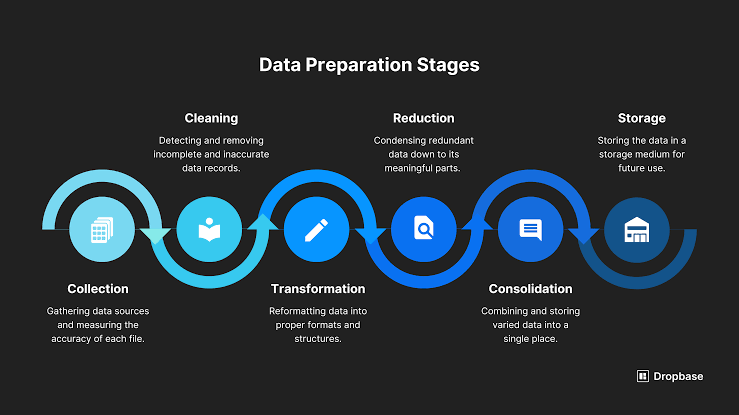 Data Preparation Stages
Cleaning
Detecting and removing
incomplete and inaccurate
data records.
Reduction
Condensing redundant
data down to its
meaningful parts.
Storage
Storing the data in a
storage medium for
future use.
Collection
Gathering data sources
and measuring the
accuracy of each file.
Transformation
Reformatting data into
proper formats and
structures.
Consolidation
Combining and storing
varied data into a
single place.
Dropbase